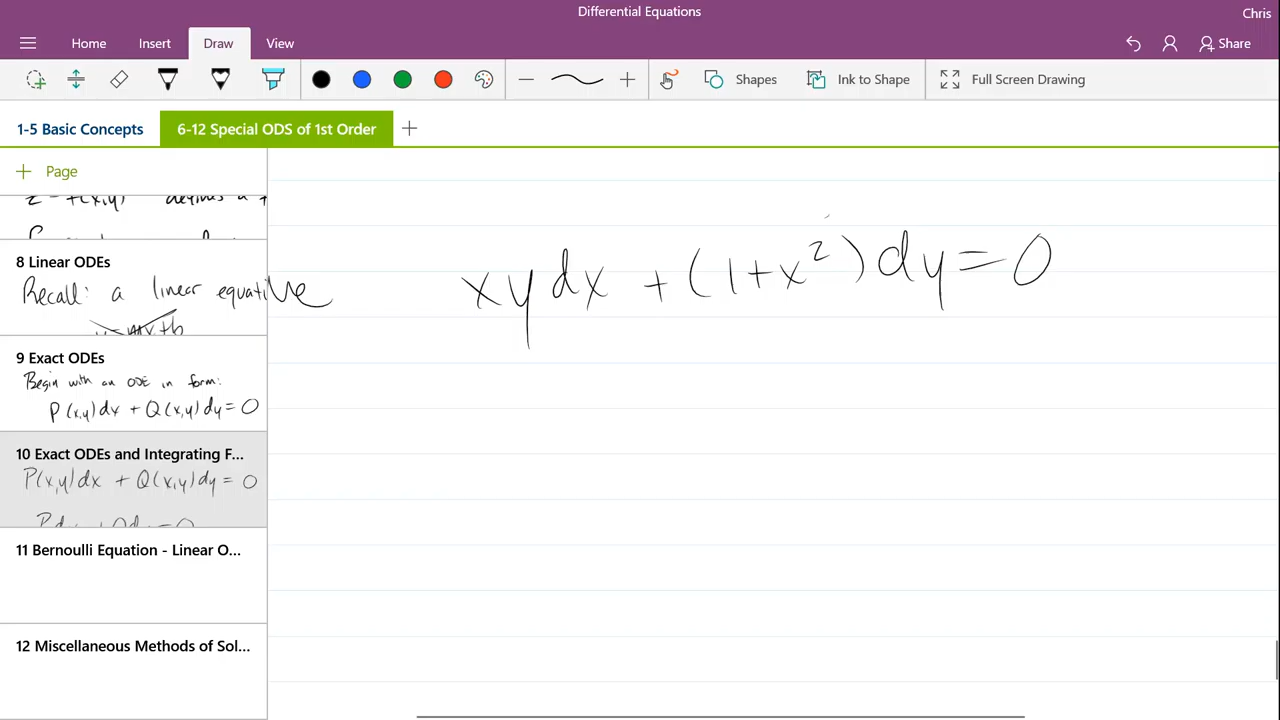 Differential Equations
Chris
Home Insert Draw View
Share
Shapes Ink to Shape Full Screen Drawing
1-5 Basic Concepts 6-12 Special ODS of 1st Order
Page
8 Linear ODEs
Recall: a linear equati
9 Exact ODEs
Begin with an ODE in form:
P(x,y)dx + Q(x,y)dy = 0
10 Exact ODEs and Integrating F...
P(x,y)dx + Q(x,y)dy = 0
11 Bernoulli Equation - Linear O...
12 Miscellaneous Methods of Sol...
xydx + (1+x²)dy = 0